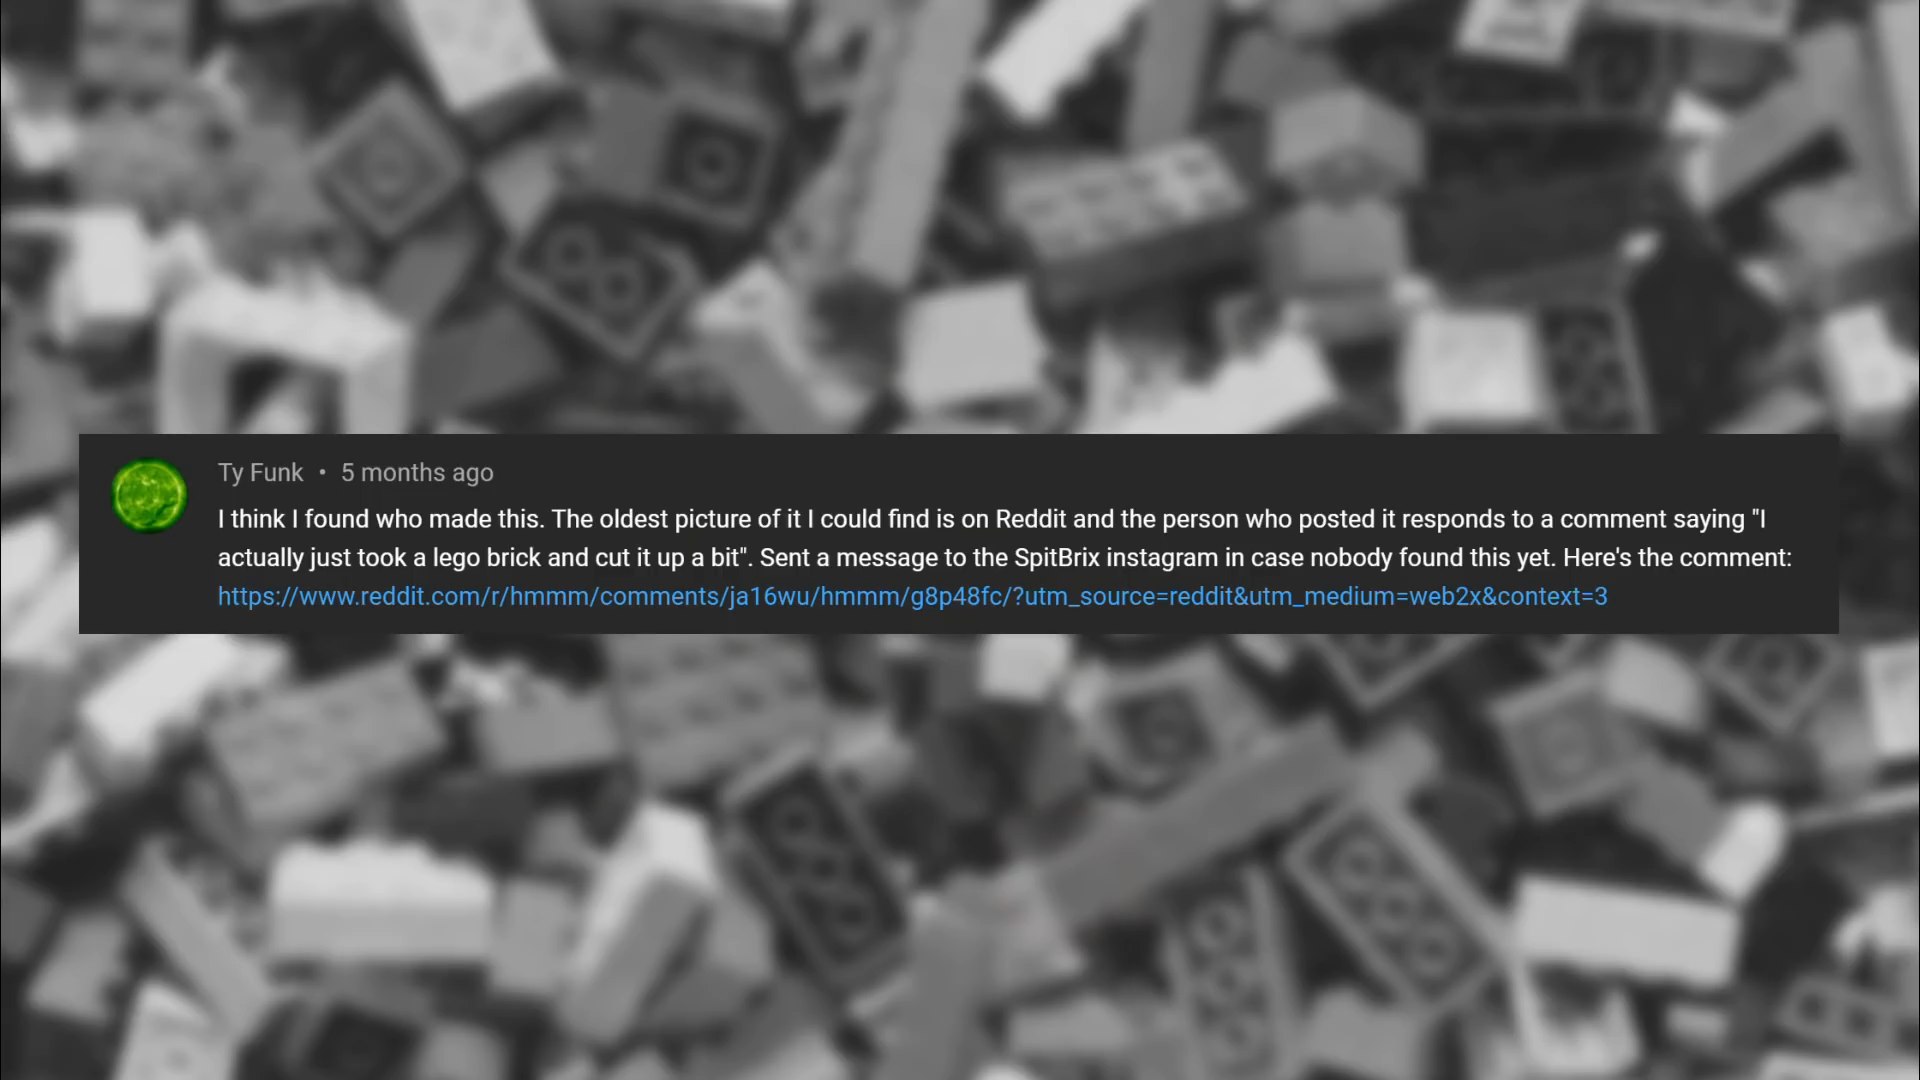 Ty Funk • 5 months ago
I think I found who made this. The oldest picture of it I could find is on Reddit and the person who posted it responds to a comment saying "I
actually just took a lego brick and cut it up a bit". Sent a message to the SpitBrix instagram in case nobody found this yet. Here's the comment:
https://www.reddit.com/r/hmmm/comments/ja16wu/hmmm/g8p48fc/?utm_source=reddit&utm_medium=web2x&context=3